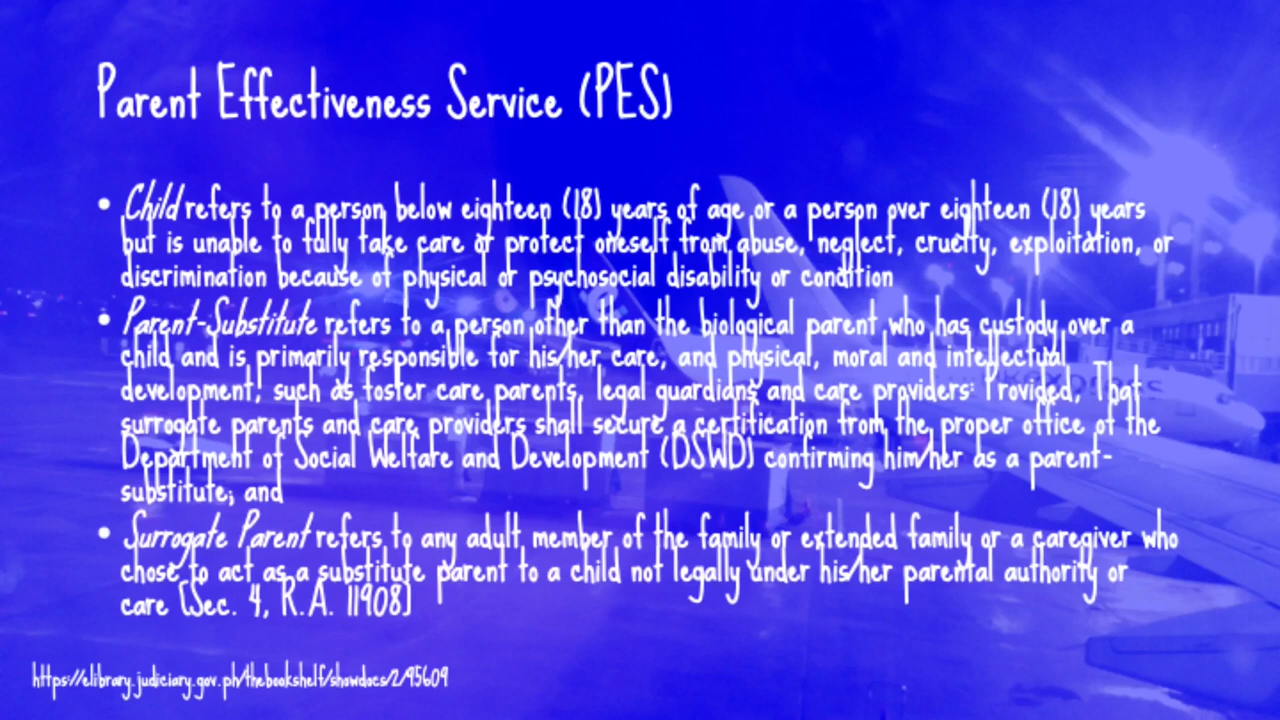 Parent Effectiveness Service (PES)
• Child refers to a person below eighteen (18) years of age or a person over eighteen (18) years
but is unable to fully take care or protect oneself from abuse, neglect, cruelty, exploitation, or
discrimination because of physical or psychosocial disability or condition
• Parent-Substitute refers to a person other than the biological parent who has custody over a
child and is primarily responsible for his/her care, and physical, moral and intellectual
development, such as foster care parents, legal guardians and care providers: Provided, That
surrogate parents and care providers shall secure a certification from the proper office of the
Department of Social Welfare and Development (DSWD) confirming him/her as a parent-
substitute; and
• Surrogate Parent refers to any adult member of the family or extended family or a caregiver who
chose to act as a substitute parent to a child not legally under his/her parental authority or
care [Sec. 4, R.A. 11908]
https://elibrary.judiciary.gov.ph/thebookshelf/showdocs/2/95609